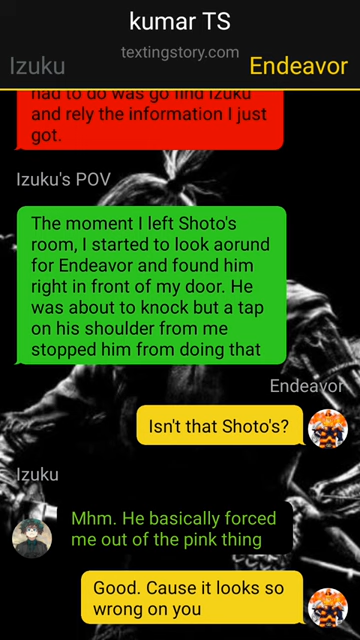 kumar TS
textingstory.com
Izuku
Endeavor
had to do was go find Izuku
and rely the information I just
got.
Izuku's POV
The moment I left Shoto's
room, I started to look aorund
for Endeavor and found him
right in front of my door. He
was about to knock but a tap
on his shoulder from me
stopped him from doing that
Endeavor
Isn't that Shoto's?
Izuku
Mhm. He basically forced
me out of the pink thing
Good. Cause it looks so
wrong on you